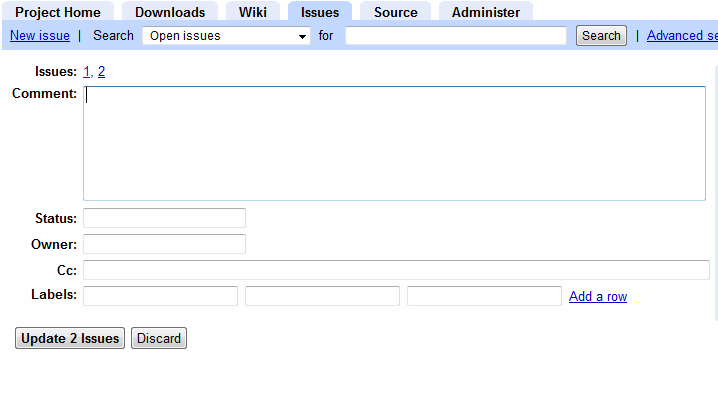 Project Home Downloads Wiki Issues Source Administer
New issue | Search Open issues for Search | Advanced se
Issues: 1, 2
Comment:
Status:
Owner:
Cc:
Labels: Add a row
Update 2 Issues Discard